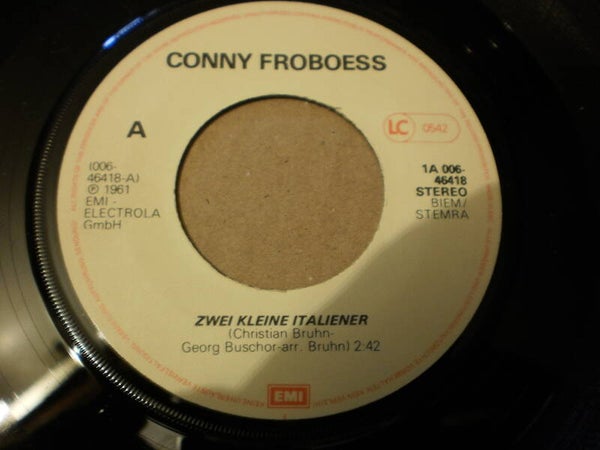 CONNY FROBOESS
A
LC 0542
(006-
46418-A)
℗ 1961
EMI -
ELECTROLA
GmbH
1A 006-
46418
STEREO
BIEM/
STEMRA
ZWEI KLEINE ITALIENER
(Christian Bruhn-
Georg Buschor-arr. Bruhn) 2:42
EMI